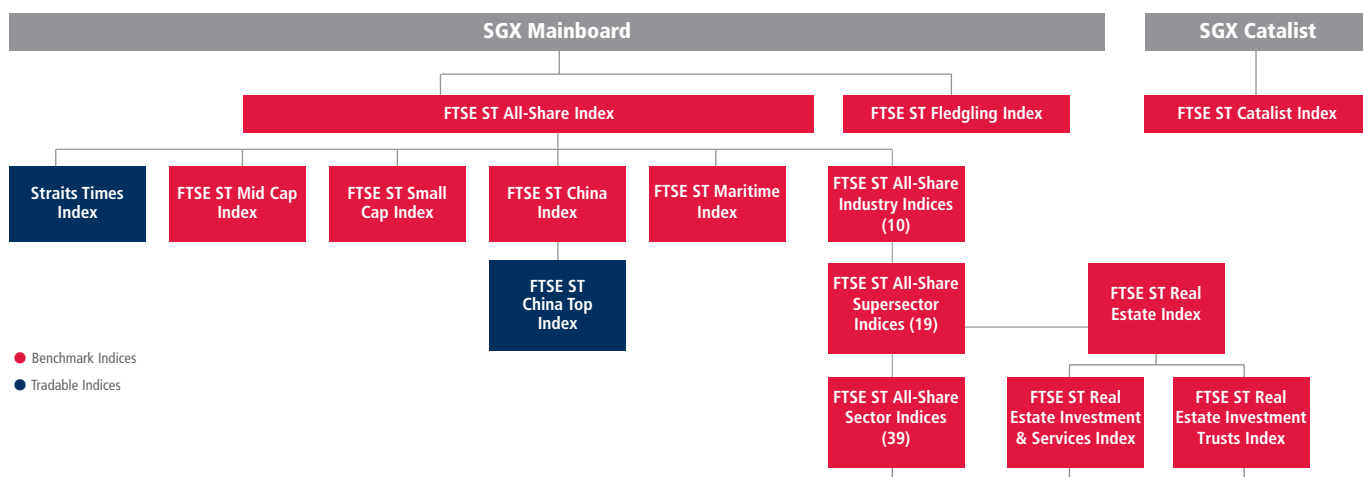 SGX Mainboard
SGX Catalist
FTSE ST All-Share Index
FTSE ST Fledgling Index
FTSE ST Catalist Index
Straits Times
Index
FTSE ST Mid Cap
Index
FTSE ST Small
Cap Index
FTSE ST China
Index
FTSE ST Maritime
Index
FTSE ST All-Share
Industry Indices
(10)
FTSE ST
China Top
Index
FTSE ST All-Share
Supersector
Indices (19)
FTSE ST Real
Estate Index
Benchmark Indices
Tradable Indices
FTSE ST All-Share
Sector Indices
(39)
FTSE ST Real
Estate Investment
& Services Index
FTSE ST Real
Estate Investment
Trusts Index